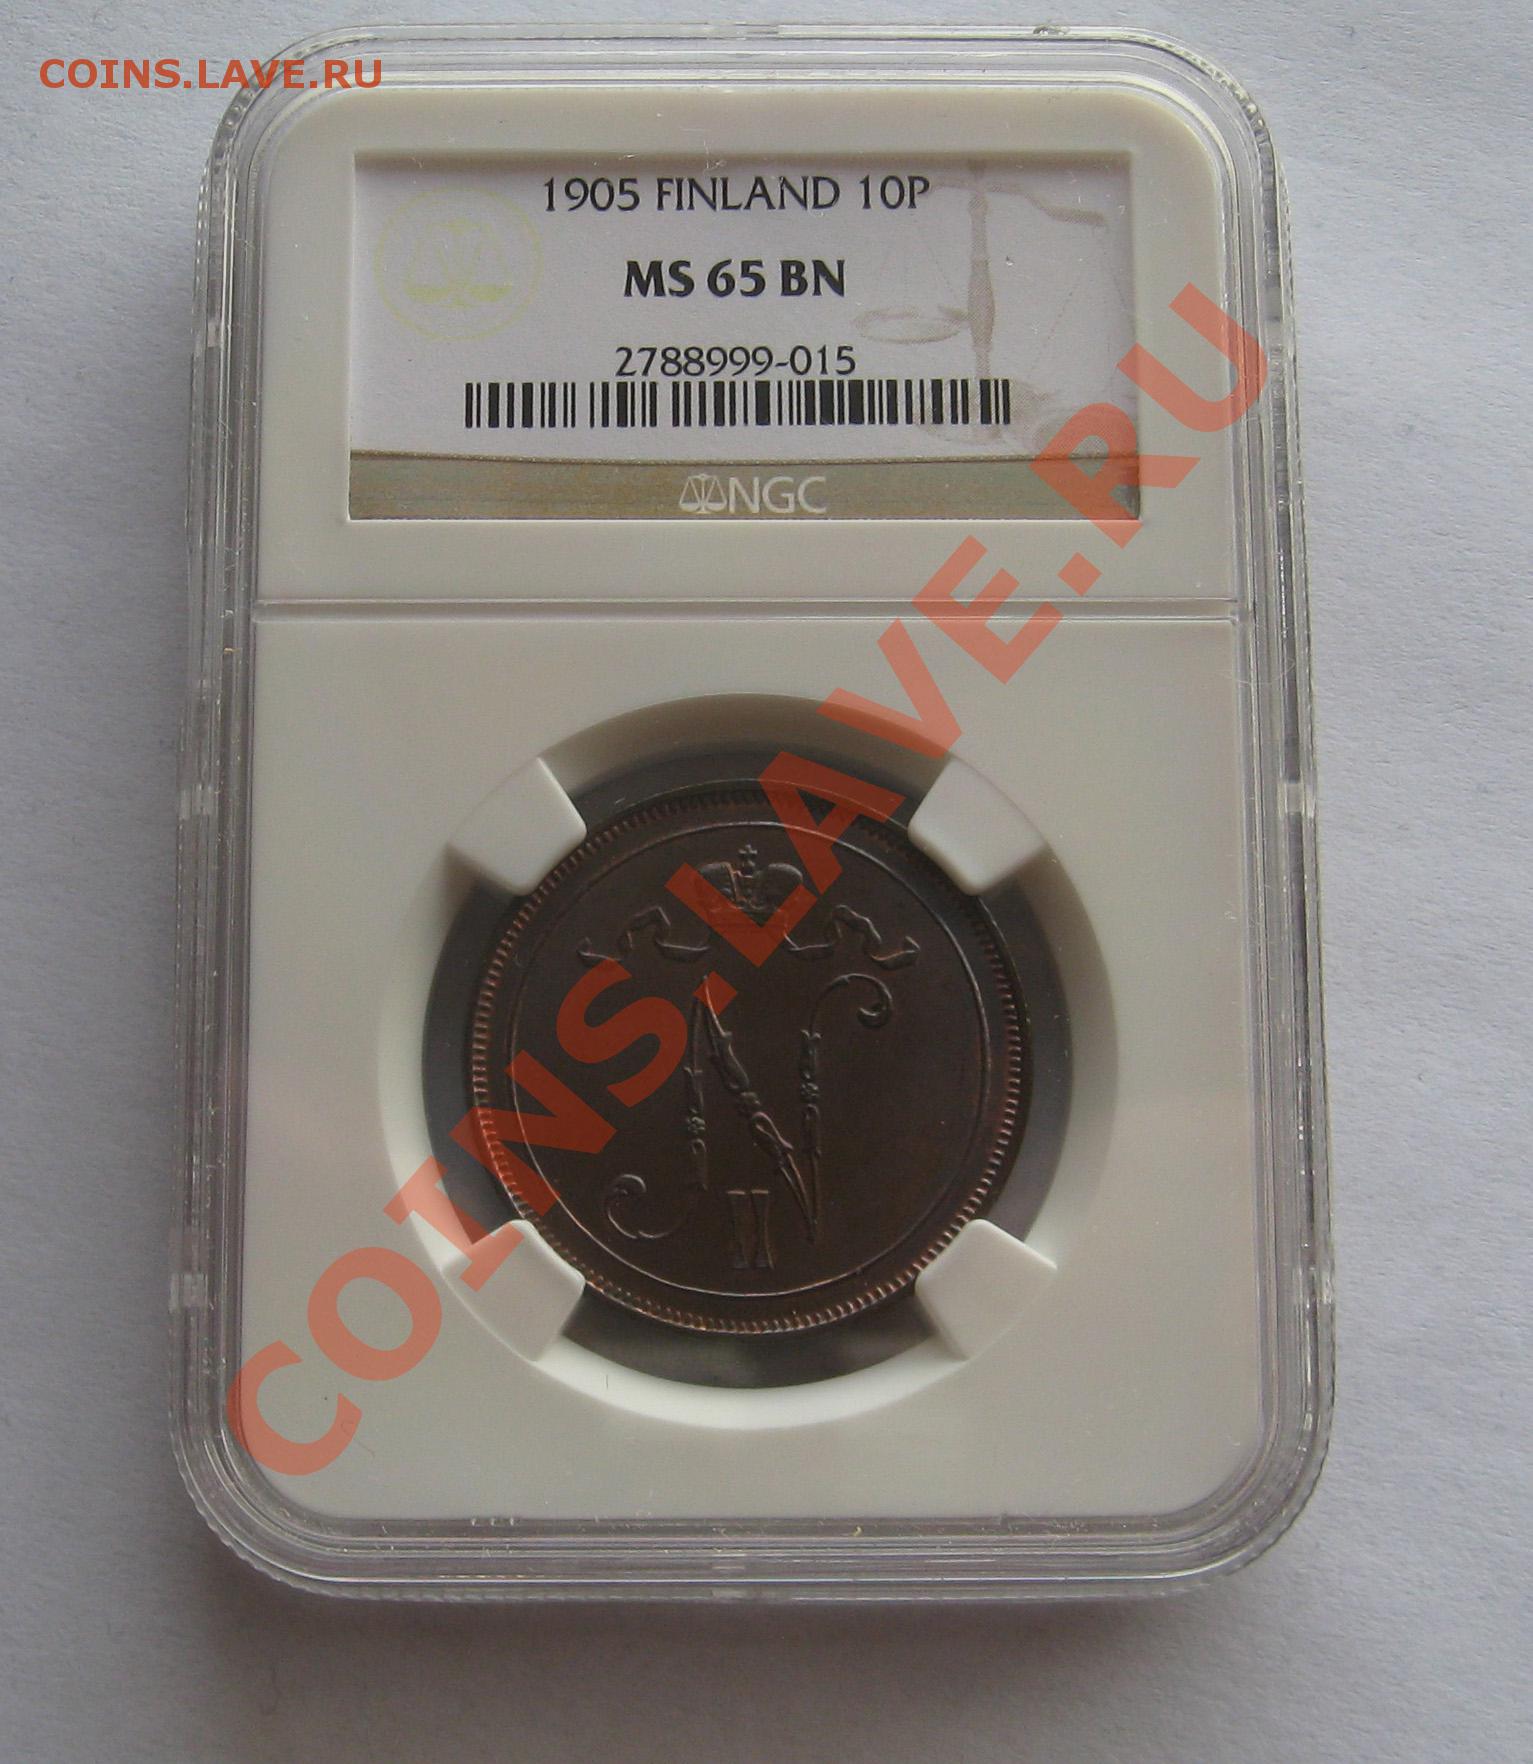 COINS.LAVE.RU
1905 FINLAND 10P
MS 65 BN
2788999-015
NGC
COINS.LAVE.RU
N
II